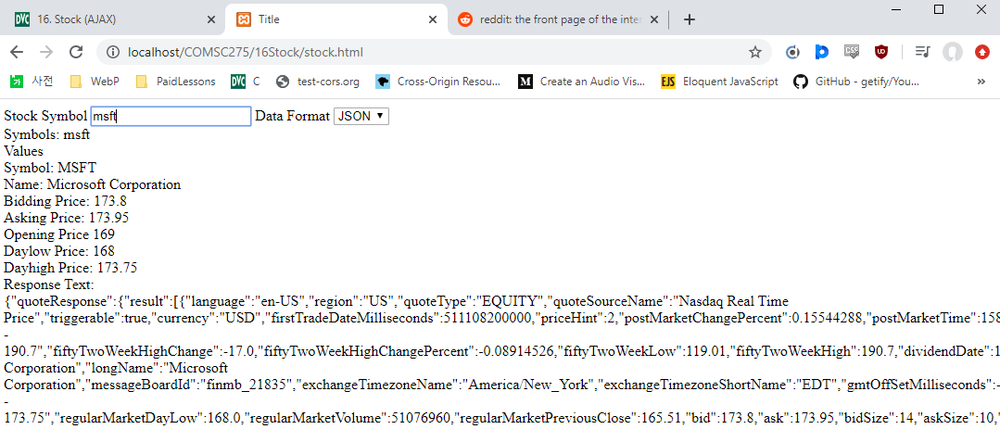 16. Stock (AJAX)
Title
reddit: the front page of the inter
localhost/COMSC275/16Stock/stock.html
사전 WebP PaidLessons DVC C test-cors.org Cross-Origin Resou... M Create an Audio Vis... EJS Eloquent JavaScript GitHub - getify/You... »
Stock Symbol msft Data Format JSON
Symbols: msft
Values
Symbol: MSFT
Name: Microsoft Corporation
Bidding Price: 173.8
Asking Price: 173.95
Opening Price 169
Daylow Price: 168
Dayhigh Price: 173.75
Response Text:
{"quoteResponse":{"result":[{"language":"en-US","region":"US","quoteType":"EQUITY","quoteSourceName":"Nasdaq Real Time
Price","triggerable":true,"currency":"USD","firstTradeDateMilliseconds":511108200000,"priceHint":2,"postMarketChangePercent":0.15544288,"postMarketTime":158
-
190.7","fiftyTwoWeekHighChange":-17.0,"fiftyTwoWeekHighChangePercent":-0.08914526,"fiftyTwoWeekLow":119.01,"fiftyTwoWeekHigh":190.7,"dividendDate":1
Corporation","longName":"Microsoft
Corporation","messageBoardId":"finmb_21835","exchangeTimezoneName":"America/New_York","exchangeTimezoneShortName":"EDT","gmtOffSetMilliseconds":-
-
173.75","regularMarketDayLow":168.0,"regularMarketVolume":51076960,"regularMarketPreviousClose":165.51,"bid":173.8,"ask":173.95,"bidSize":14,"askSize":10,"